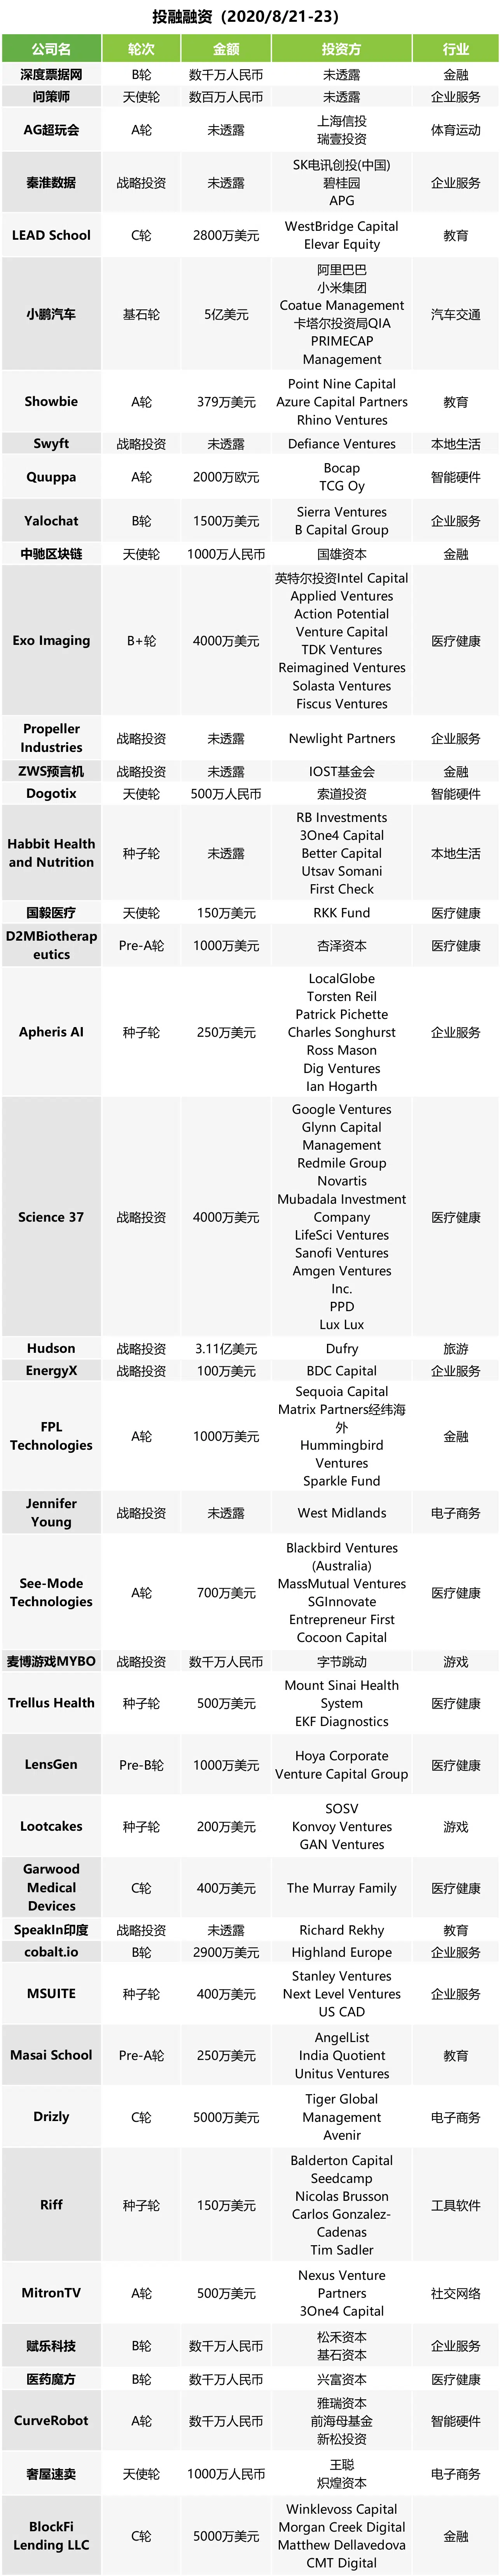 投融融资（2020/8/21-23）
公司名 轮次 金额 投资方 行业
深度票据网 B轮 数千万人民币 未透露 金融
问策师 天使轮 数百万人民币 未透露 企业服务
AG超玩会 A轮 未透露 上海信投 瑞壹投资 体育运动
秦淮数据 战略投资 未透露 SK电讯创投(中国) 碧桂园 APG 企业服务
LEAD School C轮 2800万美元 WestBridge Capital Elevar Equity 教育
小鹏汽车 基石轮 5亿美元 阿里巴巴 小米集团 Coatue Management 卡塔尔投资局QIA PRIMECAP Management 汽车交通
Showbie A轮 379万美元 Point Nine Capital Azure Capital Partners Rhino Ventures 教育
Swyft 战略投资 未透露 Defiance Ventures 本地生活
Quuppa A轮 2000万欧元 Bocap TCG Oy 智能硬件
Yalochat B轮 1500万美元 Sierra Ventures B Capital Group 企业服务
中驰区块链 天使轮 1000万人民币 国雄资本 金融
Exo Imaging B+轮 4000万美元 英特尔投资Intel Capital Applied Ventures Action Potential Venture Capital TDK Ventures Reimagined Ventures Solasta Ventures Fiscus Ventures 医疗健康
Propeller Industries 战略投资 未透露 Newlight Partners 企业服务
ZWS预言机 战略投资 未透露 IOST基金会 金融
Dogotix 天使轮 500万人民币 索道投资 智能硬件
Habbit Health and Nutrition 种子轮 未透露 RB Investments 3One4 Capital Better Capital Utsav Somani First Check 本地生活
国毅医疗 天使轮 150万美元 RKK Fund 医疗健康
D2MBiotherapeutics Pre-A轮 1000万美元 杏泽资本 医疗健康
Apheris AI 种子轮 250万美元 LocalGlobe Torsten Reil Patrick Pichette Charles Songhurst Ross Mason Dig Ventures Ian Hogarth 企业服务
Science 37 战略投资 4000万美元 Google Ventures Glynn Capital Management Redmile Group Novartis Mubadala Investment Company LifeSci Ventures Sanofi Ventures Amgen Ventures Inc. PPD Lux Lux 医疗健康
Hudson 战略投资 3.11亿美元 Dufry 旅游
EnergyX 战略投资 100万美元 BDC Capital 企业服务
FPL Technologies A轮 1000万美元 Sequoia Capital Matrix Partners经纬海外 Hummingbird Ventures Sparkle Fund 金融
Jennifer Young 战略投资 未透露 West Midlands 电子商务
See-Mode Technologies A轮 700万美元 Blackbird Ventures (Australia) MassMutual Ventures SGInnovate Entrepreneur First Cocoon Capital 医疗健康
麦博游戏MYBO 战略投资 数千万人民币 字节跳动 游戏
Trellus Health 种子轮 500万美元 Mount Sinai Health System EKF Diagnostics 医疗健康
LensGen Pre-B轮 1000万美元 Hoya Corporate Venture Capital Group 医疗健康
Lootcakes 种子轮 200万美元 SOSV Konvoy Ventures GAN Ventures 游戏
Garwood Medical Devices C轮 400万美元 The Murray Family 医疗健康
SpeakIn印度 战略投资 未透露 Richard Rekhy 教育
cobalt.io B轮 2900万美元 Highland Europe 企业服务
MSUITE 种子轮 400万美元 Stanley Ventures Next Level Ventures US CAD 企业服务
Masai School Pre-A轮 250万美元 AngelList India Quotient Unitus Ventures 教育
Drizly C轮 5000万美元 Tiger Global Management Avenir 电子商务
Riff 种子轮 150万美元 Balderton Capital Seedcamp Nicolas Brusson Carlos Gonzalez-Cadenas Tim Sadler 工具软件
MitronTV A轮 500万美元 Nexus Venture Partners 3One4 Capital 社交网络
赋乐科技 B轮 数千万人民币 松禾资本 基石资本 企业服务
医药魔方 B轮 数千万人民币 兴富资本 医疗健康
CurveRobot A轮 数千万人民币 雅瑞资本 前海母基金 新松投资 智能硬件
奢屋速卖 天使轮 1000万人民币 王聪 炽煌资本 电子商务
BlockFi Lending LLC C轮 5000万美元 Winklevoss Capital Morgan Creek Digital Matthew Dellavedova CMT Digital 金融